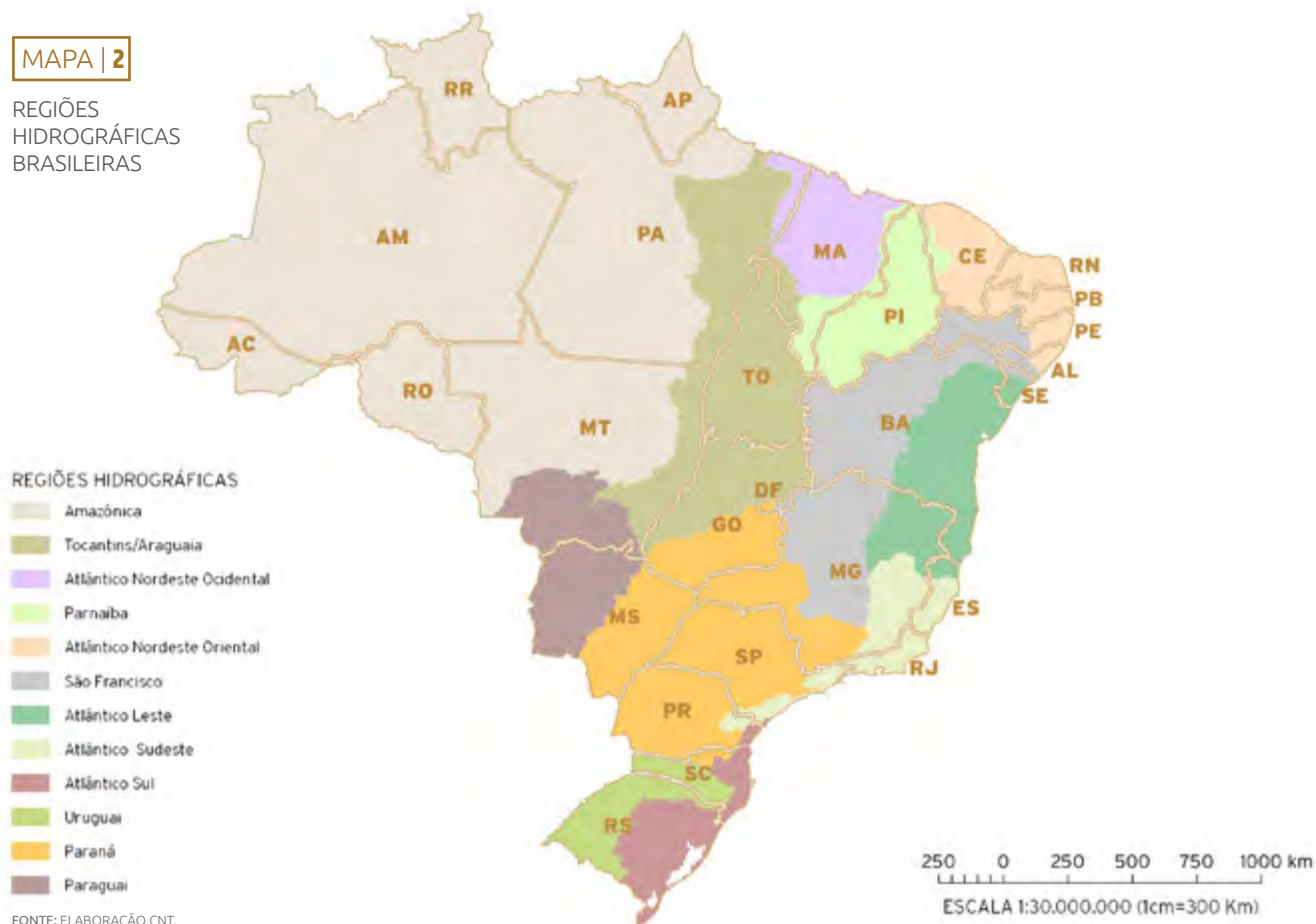 MAPA | 2
REGIÕES
HIDROGRÁFICAS
BRASILEIRAS
RR
AP
AM
PA
MA
CE
RN
PB
PI
PE
AC
AL
TO
SE
RO
BA
MT
DF
GO
MG
ES
MS
SP
RJ
PR
SC
RS
REGIÕES HIDROGRÁFICAS
Amazônica
Tocantins/Araguaia
Atlântico Nordeste Ocidental
Parnaíba
Atlântico Nordeste Oriental
São Francisco
Atlântico Leste
Atlântico Sudeste
Atlântico Sul
Uruguai
Paraná
Paraguai
250 0 250 500 750 1000 km
ESCALA 1:30.000.000 (1cm=300 Km)
FONTE: ELABORAÇÃO CNT.